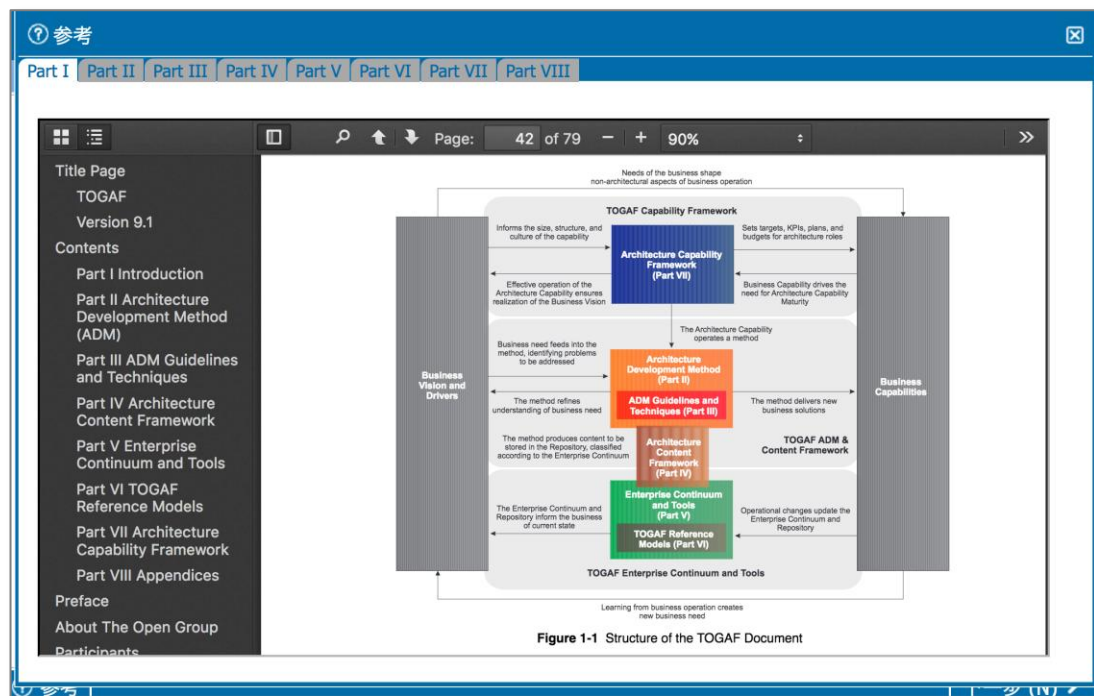 参考
Part I Part II Part III Part IV Part V Part VI Part VII Part VIII
Page: 42 of 79 − + 90%
Title Page
TOGAF
Version 9.1
Contents
Part I Introduction
Part II Architecture
Development Method
(ADM)
Part III ADM Guidelines
and Techniques
Part IV Architecture
Content Framework
Part V Enterprise
Continuum and Tools
Part VI TOGAF
Reference Models
Part VII Architecture
Capability Framework
Part VIII Appendices
Preface
About The Open Group
Participants
Needs of the business shape
non-architectural aspects of business operation
TOGAF Capability Framework
Informs the size, structure, and
culture of the capability
Architecture Capability
Framework
(Part VII)
Sets targets, KPIs, plans, and
budgets for architecture roles
Effective operation of the
Architecture Capability ensures
realization of the Business Vision
Business Capability drives the
need for Architecture Capability
Maturity
The Architecture Capability
operates a method
Business need feeds into the
method, identifying problems
to be addressed
Business
Vision and
Drivers
Architecture
Development Method
(Part II)
ADM Guidelines and
Techniques (Part III)
Business
Capabilities
The method refines
understanding of business need
The method delivers new
business solutions
The method produces content to be
stored in the Repository, classified
according to the Enterprise Continuum
Architecture
Content
Framework
(Part IV)
TOGAF ADM &
Content Framework
Enterprise Continuum
and Tools
(Part V)
TOGAF Reference
Models (Part VI)
The Enterprise Continuum and
Repository inform the business
of current state
Operational changes update the
Enterprise Continuum and
Repository
TOGAF Enterprise Continuum and Tools
Learning from business operation creates
new business need
Figure 1-1 Structure of the TOGAF Document
参考
步 (N)